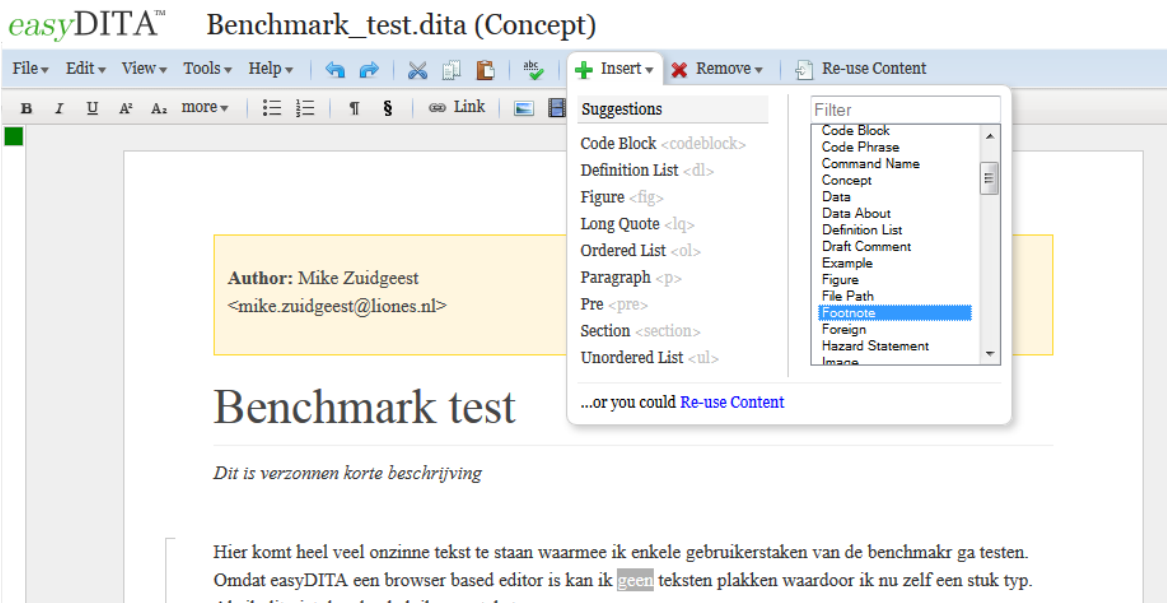 easyDITA™ Benchmark_test.dita (Concept)
File Edit View Tools Help abc Insert Remove Re-use Content
B I U A² A₂ more ¶ § Link
Suggestions
Code Block <codeblock>
Definition List <dl>
Figure <fig>
Long Quote <lq>
Ordered List <ol>
Paragraph <p>
Pre <pre>
Section <section>
Unordered List <ul>
Filter
Code Block
Code Phrase
Command Name
Concept
Data
Data About
Definition List
Draft Comment
Example
Figure
File Path
Footnote
Foreign
Hazard Statement
Image
...or you could Re-use Content
Author: Mike Zuidgeest
<mike.zuidgeest@liones.nl>
Benchmark test
Dit is verzonnen korte beschrijving
Hier komt heel veel onzinne tekst te staan waarmee ik enkele gebruikerstaken van de benchmakr ga testen.
Omdat easyDITA een browser based editor is kan ik geen teksten plakken waardoor ik nu zelf een stuk typ.